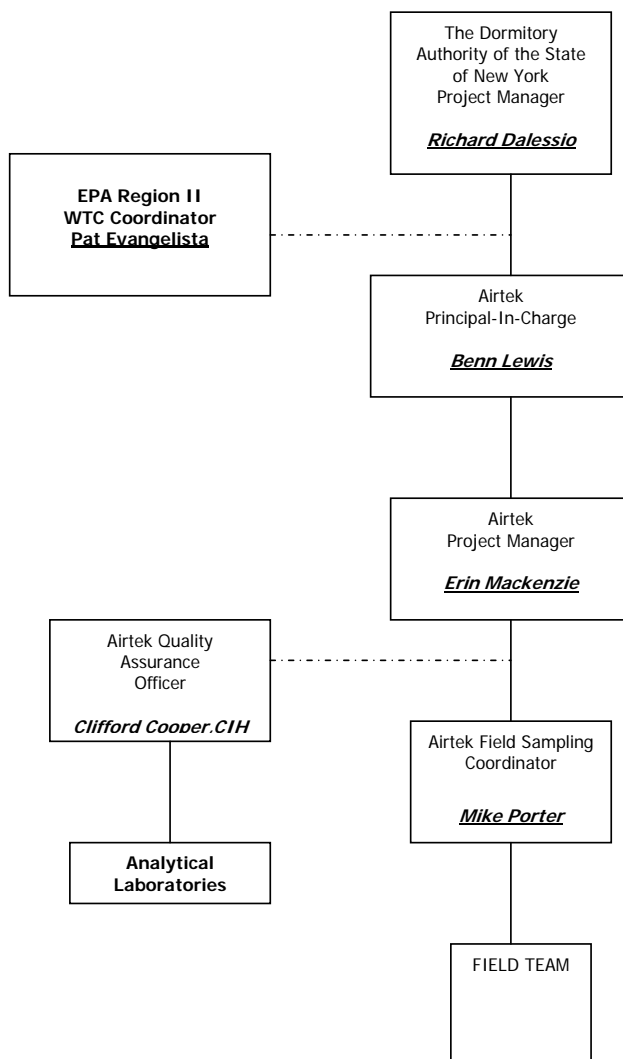 The Dormitory
Authority of the State
of New York
Project Manager
Richard Dalessio
EPA Region II
WTC Coordinator
Pat Evangelista
Airtek
Principal-In-Charge
Benn Lewis
Airtek
Project Manager
Erin Mackenzie
Airtek Quality
Assurance
Officer
Clifford Cooper,CIH
Airtek Field Sampling
Coordinator
Mike Porter
Analytical
Laboratories
FIELD TEAM